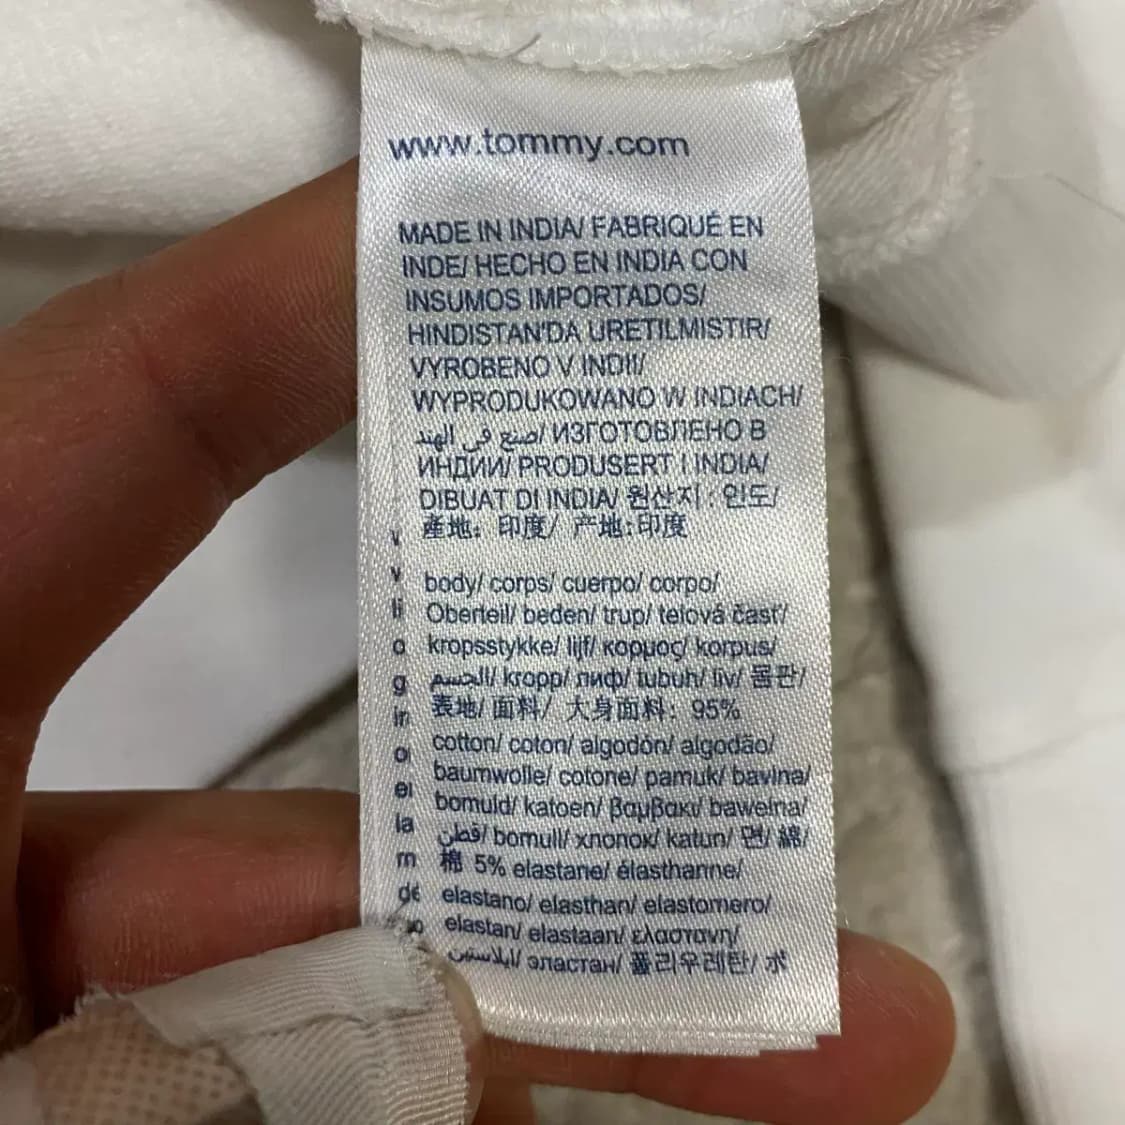 www.tommy.com
MADE IN INDIA/ FABRIQUÉ EN
INDE/ HECHO EN INDIA CON
INSUMOS IMPORTADOS/
HINDISTAN'DA URETILMISTIR/
VYROBENO V INDII/
WYPRODUKOWANO W INDIACH/
صنع في الهند/ ИЗГОТОВЛЕНО В
ИНДИИ/ PRODUSERT I INDIA/
DIBUAT DI INDIA/ 원산지 : 인도/
產地: 印度/ 产地:印度
body/ corps/ cuerpo/ corpo/
Oberteil/ beden/ trup/ telová časť/
kropsstykke/ lijf/ κορμος/ korpus/
الجسم/ kropp/ лиф/ tubuh/ liv/ 몸판/
表地/ 面料/ 大身面料: 95%
cotton/ coton/ algodón/ algodão/
baumwolle/ cotone/ pamuk/ bavlna/
bomuld/ katoen/ βαμβακι/ bawełna/
قطن/ bomull/ хлопок/ katun/ 면/ 綿/
棉 5% elastane/ élasthanne/
elastano/ elasthan/ elastomero/
elastan/ elastaan/ ελαστανη/
ايلاستين/ эластан/ 폴리우레탄/ ポ